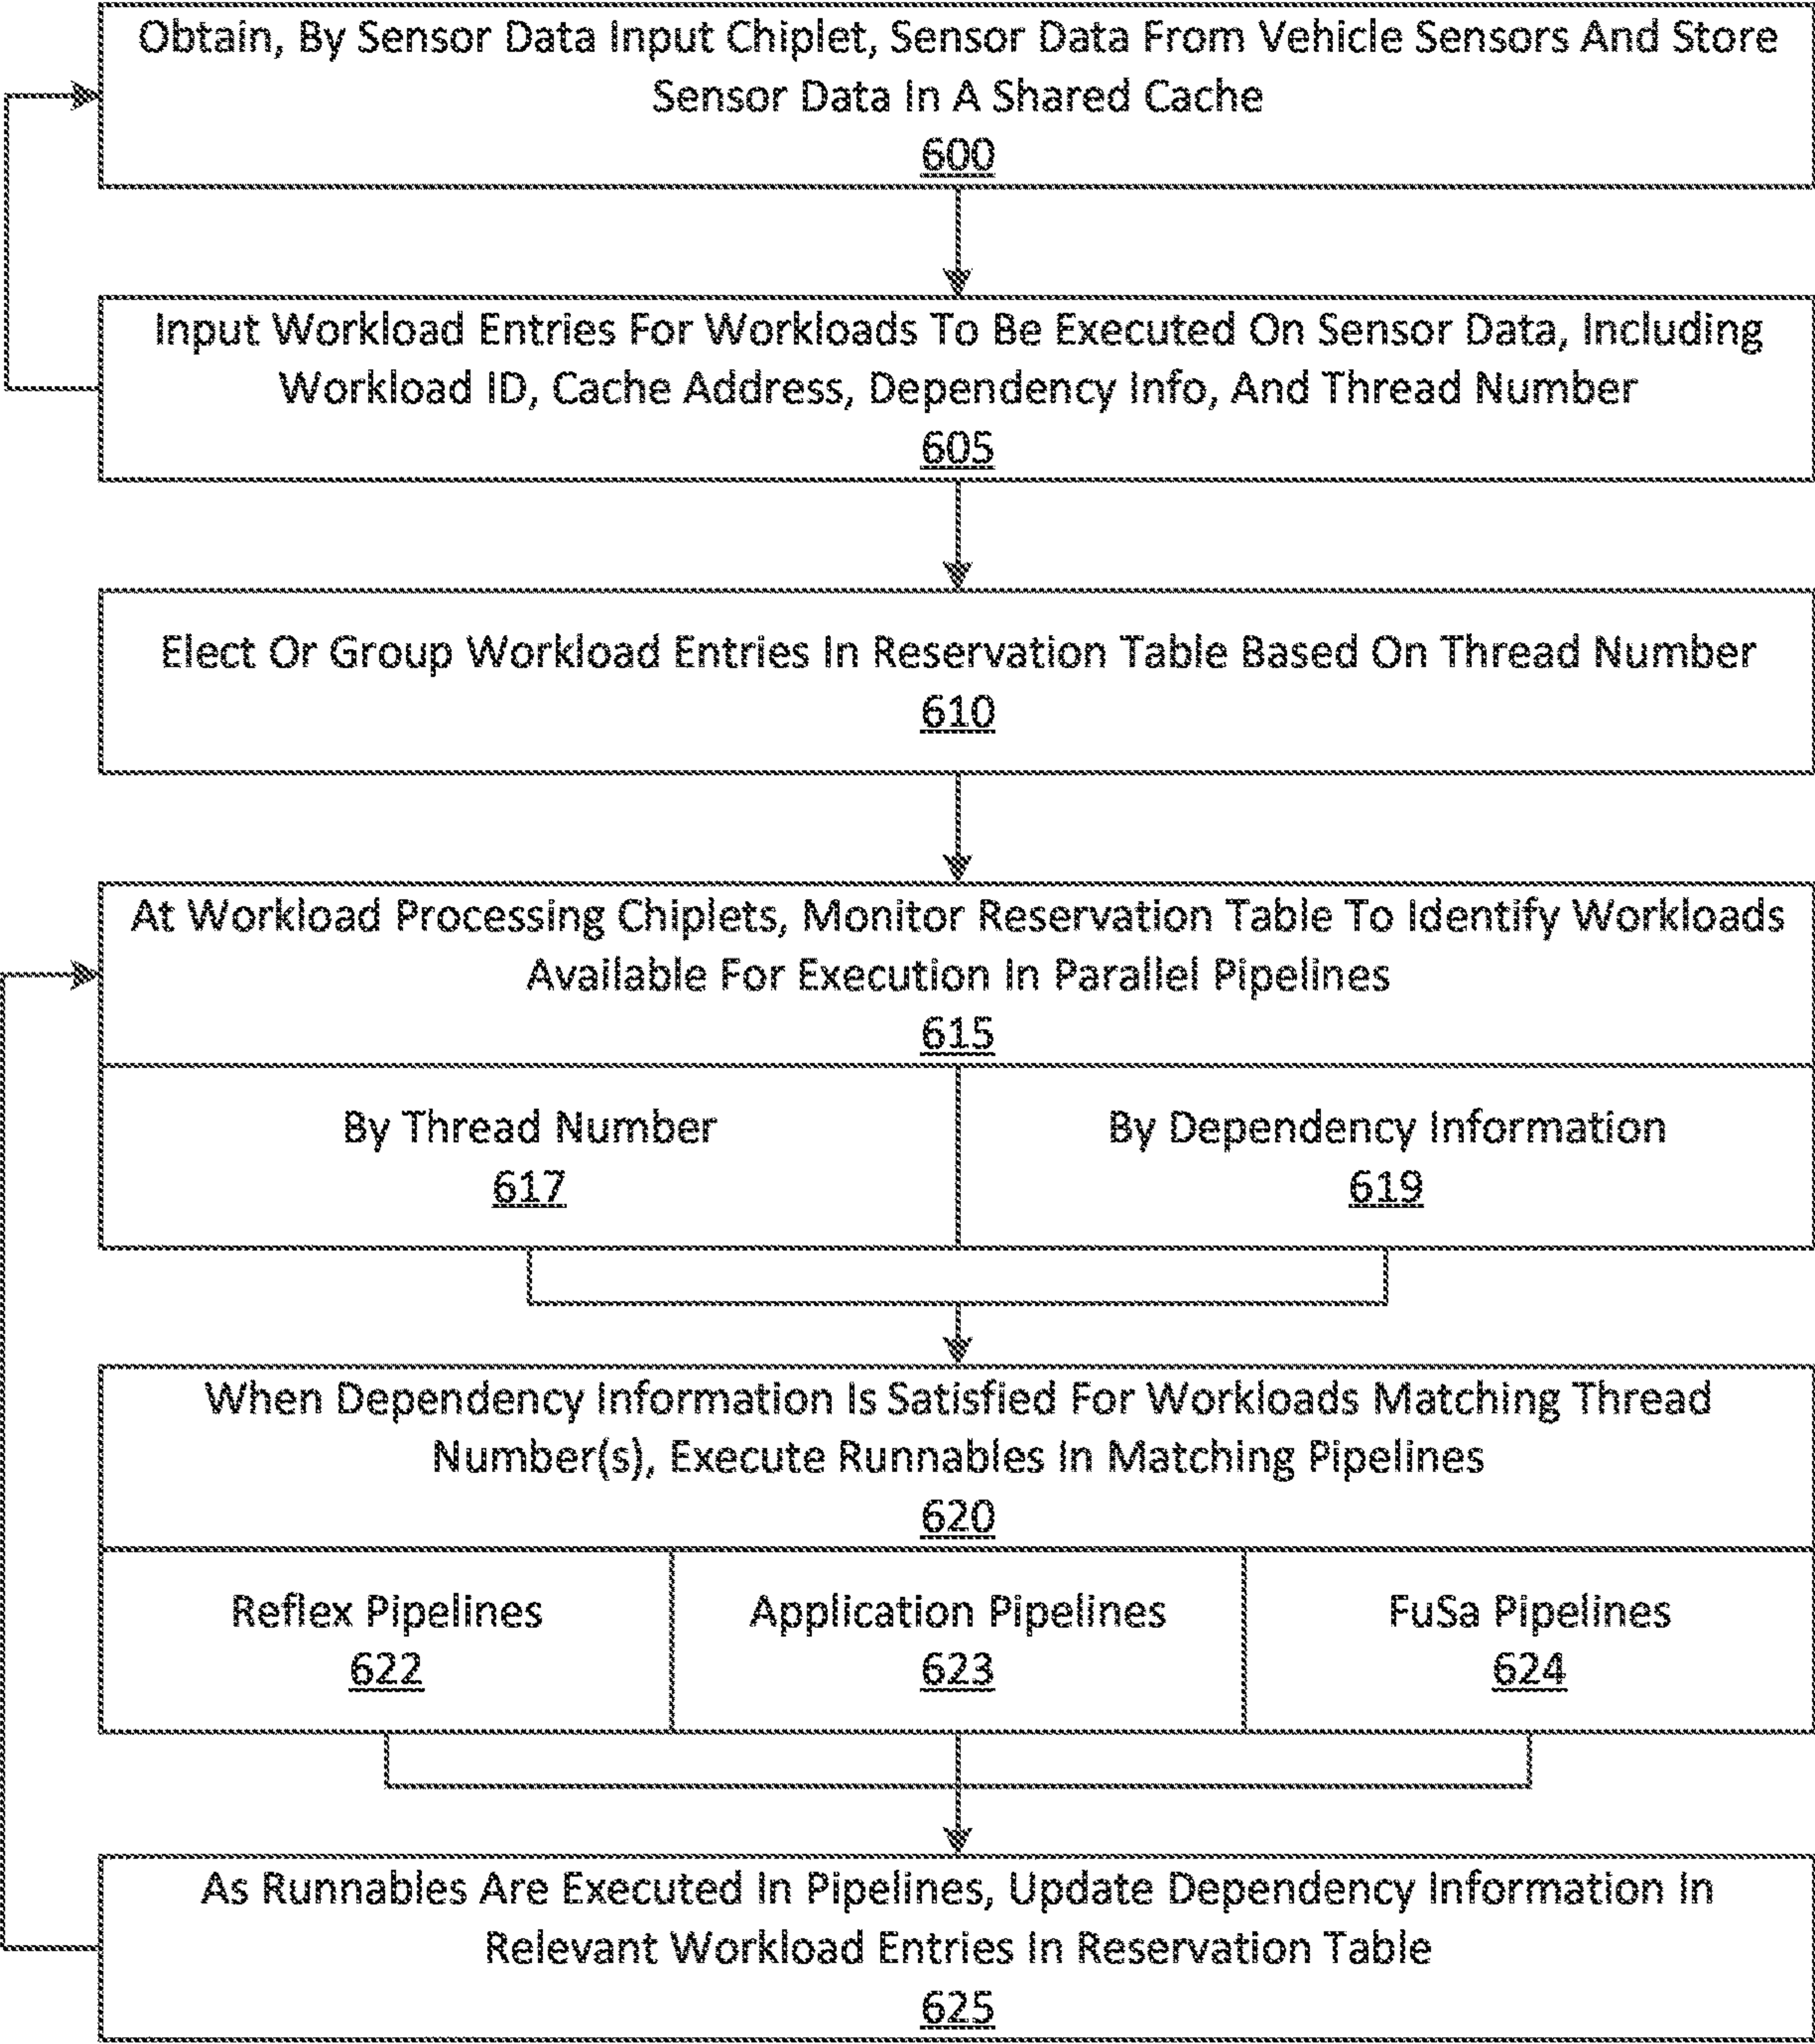 Obtain, By Sensor Data Input Chiplet, Sensor Data From Vehicle Sensors And Store
Sensor Data In A Shared Cache
600
Input Workload Entries For Workloads To Be Executed On Sensor Data, Including
Workload ID, Cache Address, Dependency Info, And Thread Number
605
Elect Or Group Workload Entries In Reservation Table Based On Thread Number
610
At Workload Processing Chiplets, Monitor Reservation Table To Identify Workloads
Available For Execution In Parallel Pipelines
615
By Thread Number
617
By Dependency Information
619
When Dependency Information Is Satisfied For Workloads Matching Thread
Number(s), Execute Runnables In Matching Pipelines
620
Reflex Pipelines
622
Application Pipelines
623
FuSa Pipelines
624
As Runnables Are Executed In Pipelines, Update Dependency Information In
Relevant Workload Entries In Reservation Table
625